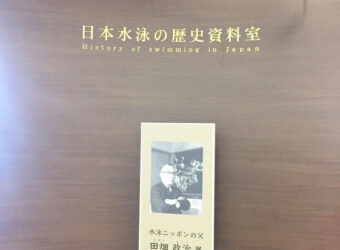 日本水泳の歴史資料室
History of swimming in Japan
水泳ニッポンの父
田畑 政治 展